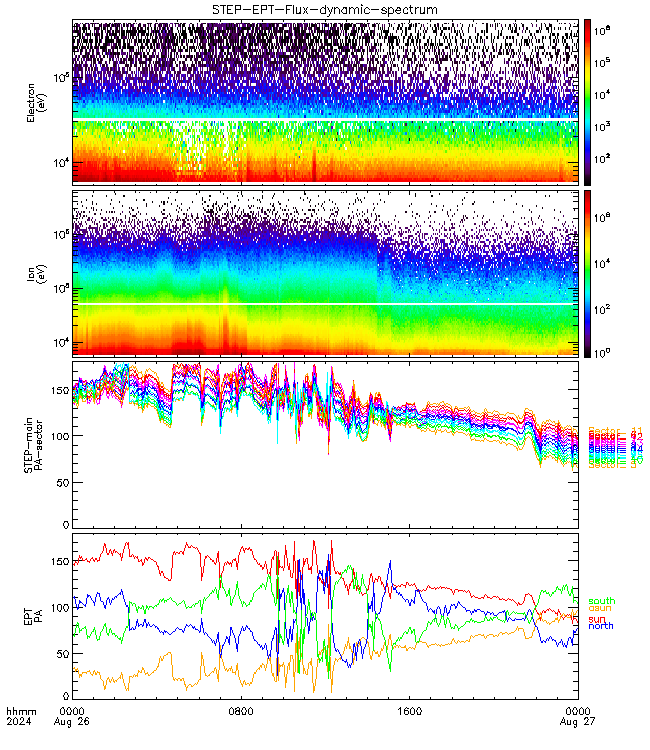 STEP-EPT-Flux-dynamic-spectrum
Electron
(eV)
10^5
10^4
10^6
10^5
10^4
10^3
10^2
Ion
(eV)
10^6
10^5
10^4
10^6
10^4
10^2
10^0
STEP-main
PA-sector
150
100
50
0
EPT
PA
150
100
50
0
south
asun
sun
north
hhmm
2024
0000
Aug 26
0800
1600
0000
Aug 27